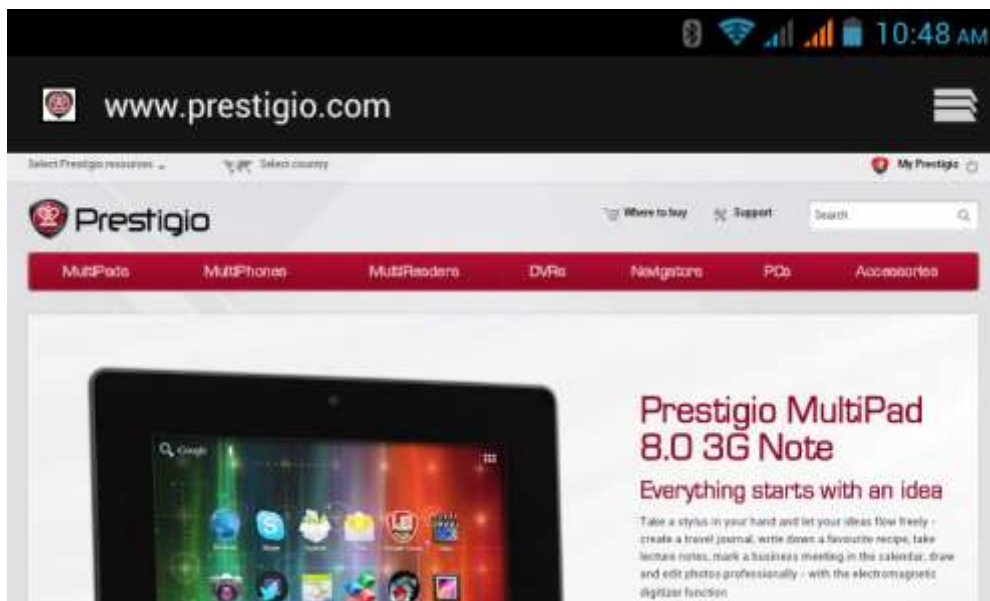 10:48 AM
www.prestigio.com
Select Prestigio resources
Select country
My Prestigio
Prestigio
Where to buy
Support
Search
MultiPads MultiPhones MultiReaders DVRs Navigators PCs Accessories
Google
Prestigio MultiPad
8.0 3G Note
Everything starts with an idea
Take a stylus in your hand and let your ideas flow freely -
create a travel journal, write down a favourite recipe, take
lecture notes, mark a business meeting in the calendar, draw
and edit photos professionally - with the electromagnetic
digitizer function